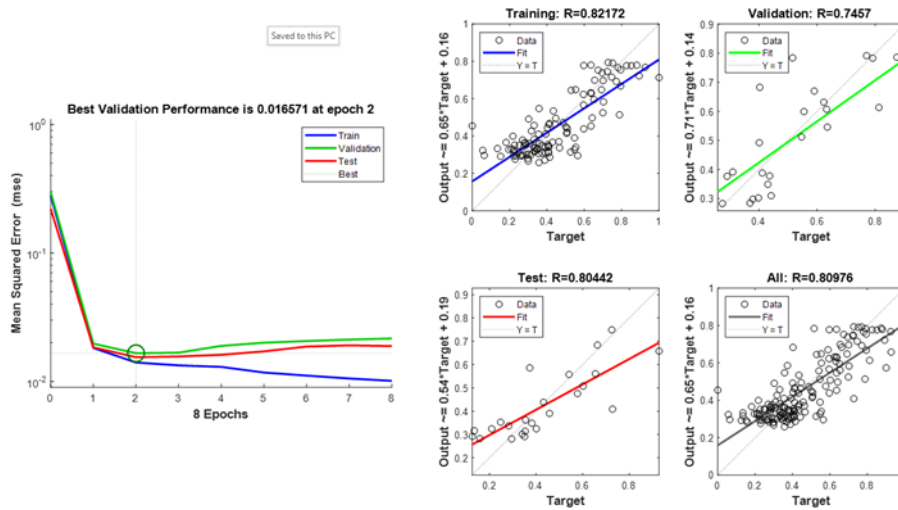 Saved to this PC
Best Validation Performance is 0.016571 at epoch 2
Mean Squared Error (mse)
10^0
10^-1
10^-2
Train
Validation
Test
Best
0 1 2 3 4 5 6 7 8
8 Epochs
Training: R=0.82172
Output ~= 0.65*Target + 0.16
1
0.8
0.6
0.4
0.2
0
Data
Fit
Y = T
0 0.2 0.4 0.6 0.8 1
Target
Validation: R=0.7457
Output ~= 0.71*Target + 0.14
0.8
0.7
0.6
0.5
0.4
0.3
Data
Fit
Y = T
0.4 0.6 0.8
Target
Test: R=0.80442
Output ~= 0.54*Target + 0.19
0.9
0.8
0.7
0.6
0.5
0.4
0.3
0.2
Data
Fit
Y = T
0.2 0.4 0.6 0.8
Target
All: R=0.80976
Output ~= 0.65*Target + 0.16
1
0.8
0.6
0.4
0.2
0
Data
Fit
Y = T
0 0.2 0.4 0.6 0.8
Target